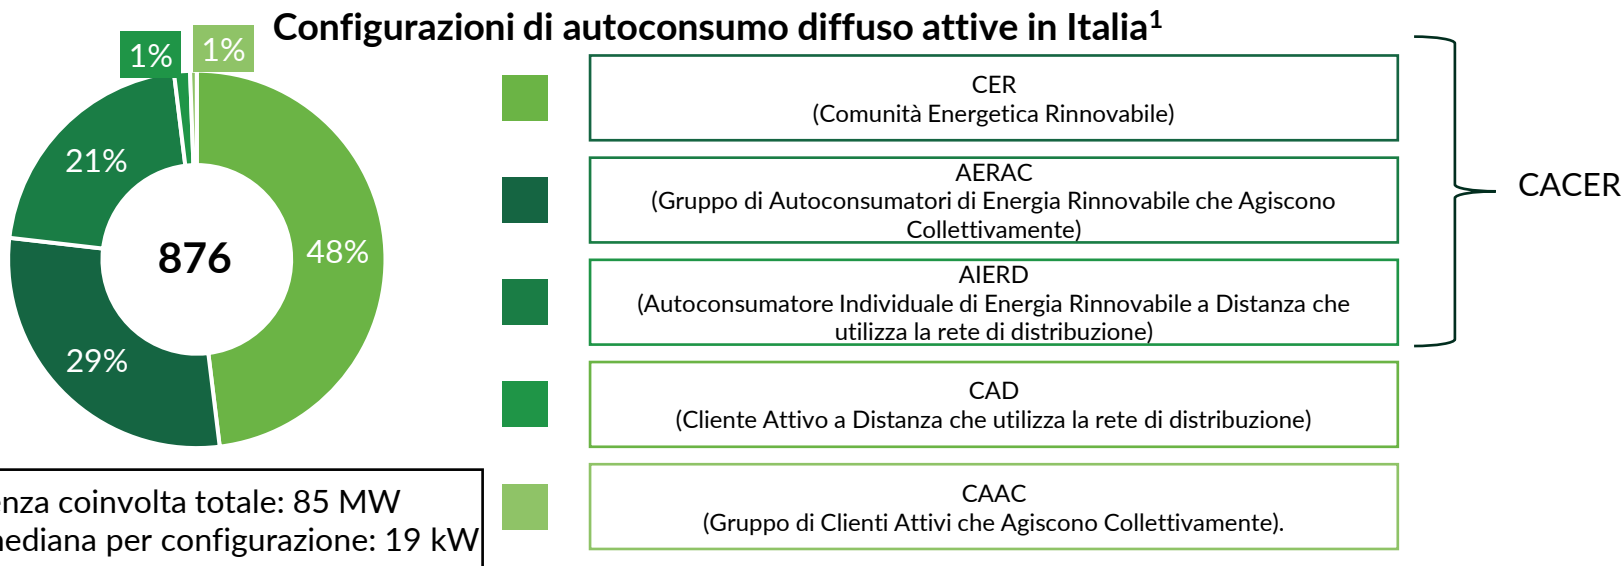 Configurazioni di autoconsumo diffuso attive in Italia¹
1%
1%
21%
48%
29%
876
CER
(Comunità Energetica Rinnovabile)
AERAC
(Gruppo di Autoconsumatori di Energia Rinnovabile che Agiscono
Collettivamente)
AIERD
(Autoconsumatore Individuale di Energia Rinnovabile a Distanza che
utilizza la rete di distribuzione)
CAD
(Cliente Attivo a Distanza che utilizza la rete di distribuzione)
CAAC
(Gruppo di Clienti Attivi che Agiscono Collettivamente).
CACER
enza coinvolta totale: 85 MW
mediana per configurazione: 19 kW